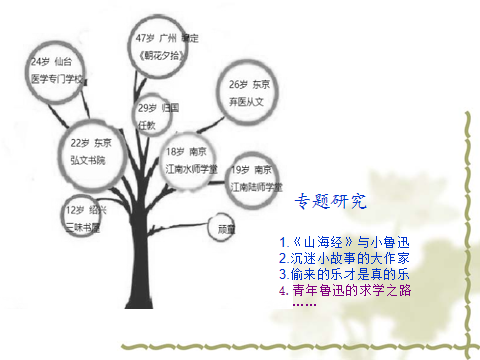 47岁 广州 编定
《朝花夕拾》
24岁 仙台
医学专门学校
26岁 东京
弃医从文
29岁 归国
任教
22岁 东京
弘文书院
18岁 南京
江南水师学堂
19岁 南京
江南陆师学堂
12岁 绍兴
三味书屋
顽童
专题研究
1.《山海经》与小鲁迅
2.沉迷小故事的大作家
3.偷来的乐才是真的乐
4.青年鲁迅的求学之路
……